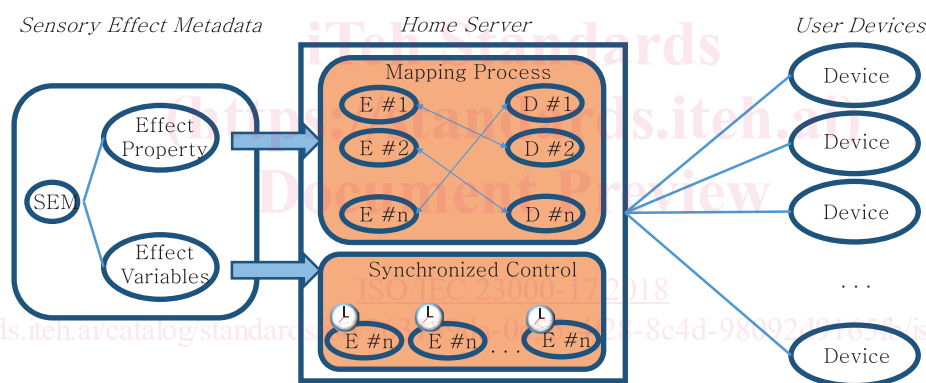 Sensory Effect Metadata
Home Server
User Devices
iTeh Standards
(https://standards.iteh.ai)
Document Preview
SEM
Effect
Property
Effect
Variables
Mapping Process
E #1
D #1
E #2
D #2
E #n
D #n
Synchronized Control
ISO/IEC 23000-17:2018
E #n
E #n
...
E #n
Device
Device
Device
...
Device